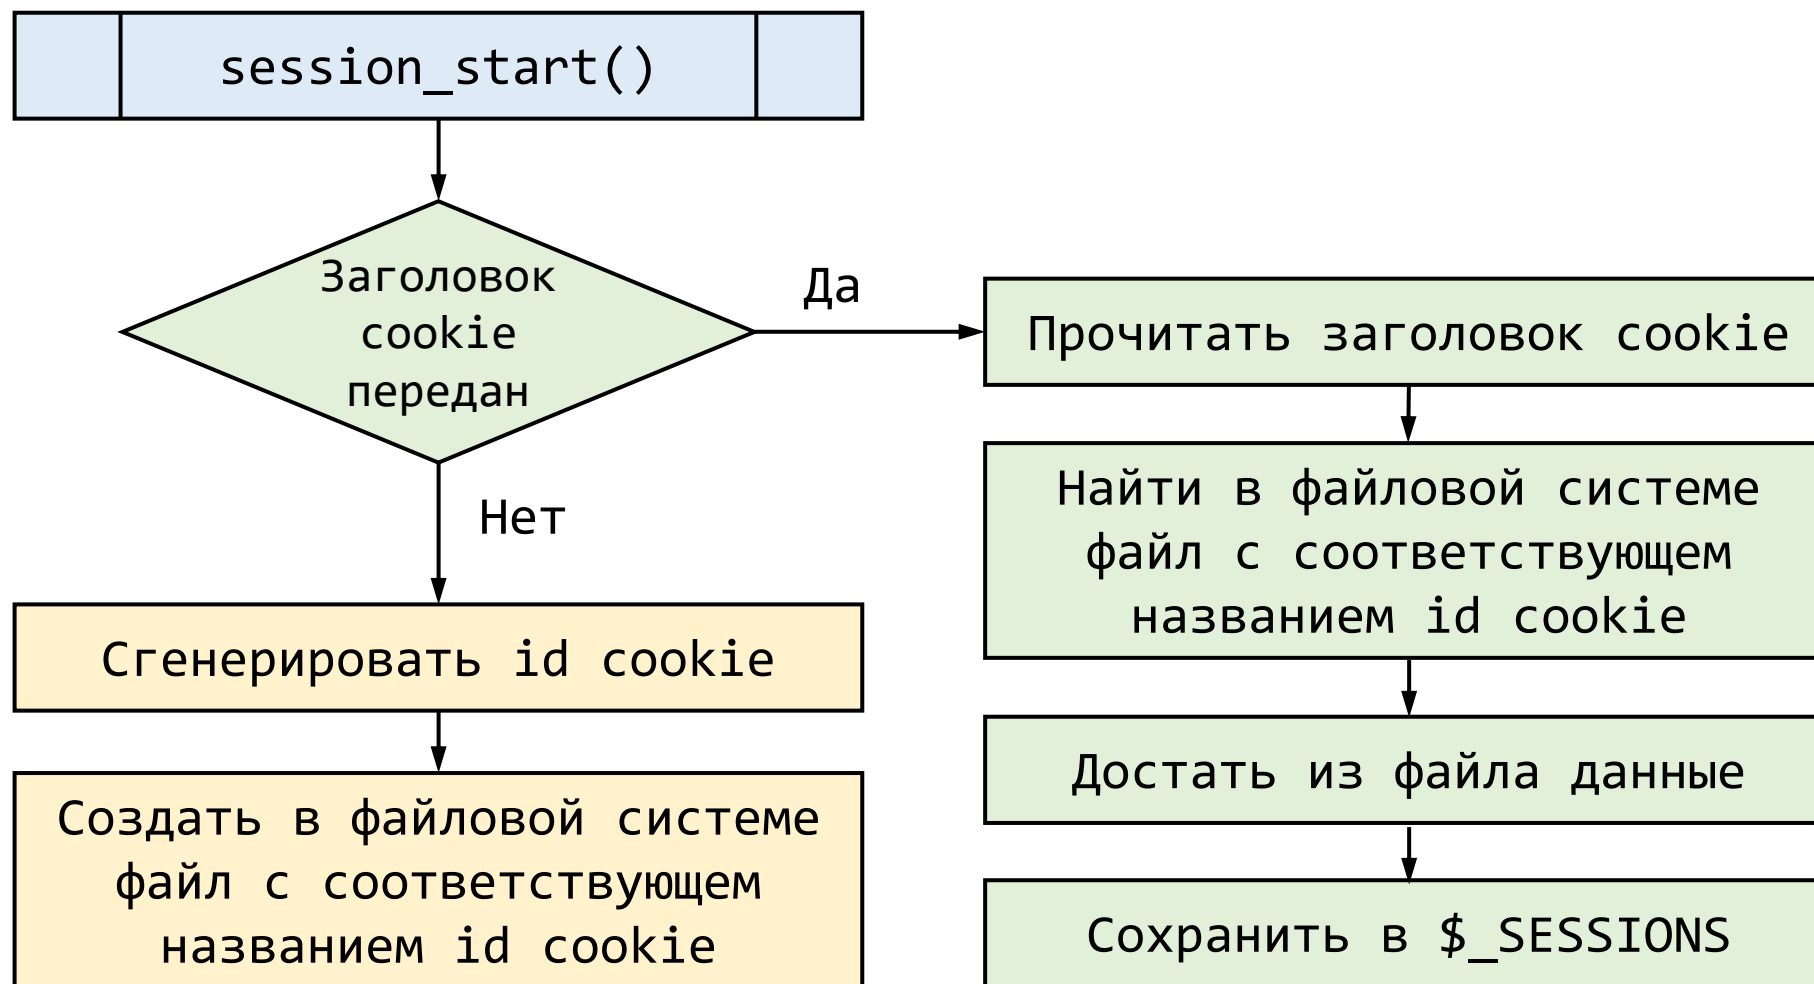 session_start()
Заголовок
cookie
передан
Да
Нет
Прочитать заголовок cookie
Найти в файловой системе
файл с соответствующем
названием id cookie
Достать из файла данные
Сохранить в $_SESSIONS
Сгенерировать id cookie
Создать в файловой системе
файл с соответствующем
названием id cookie